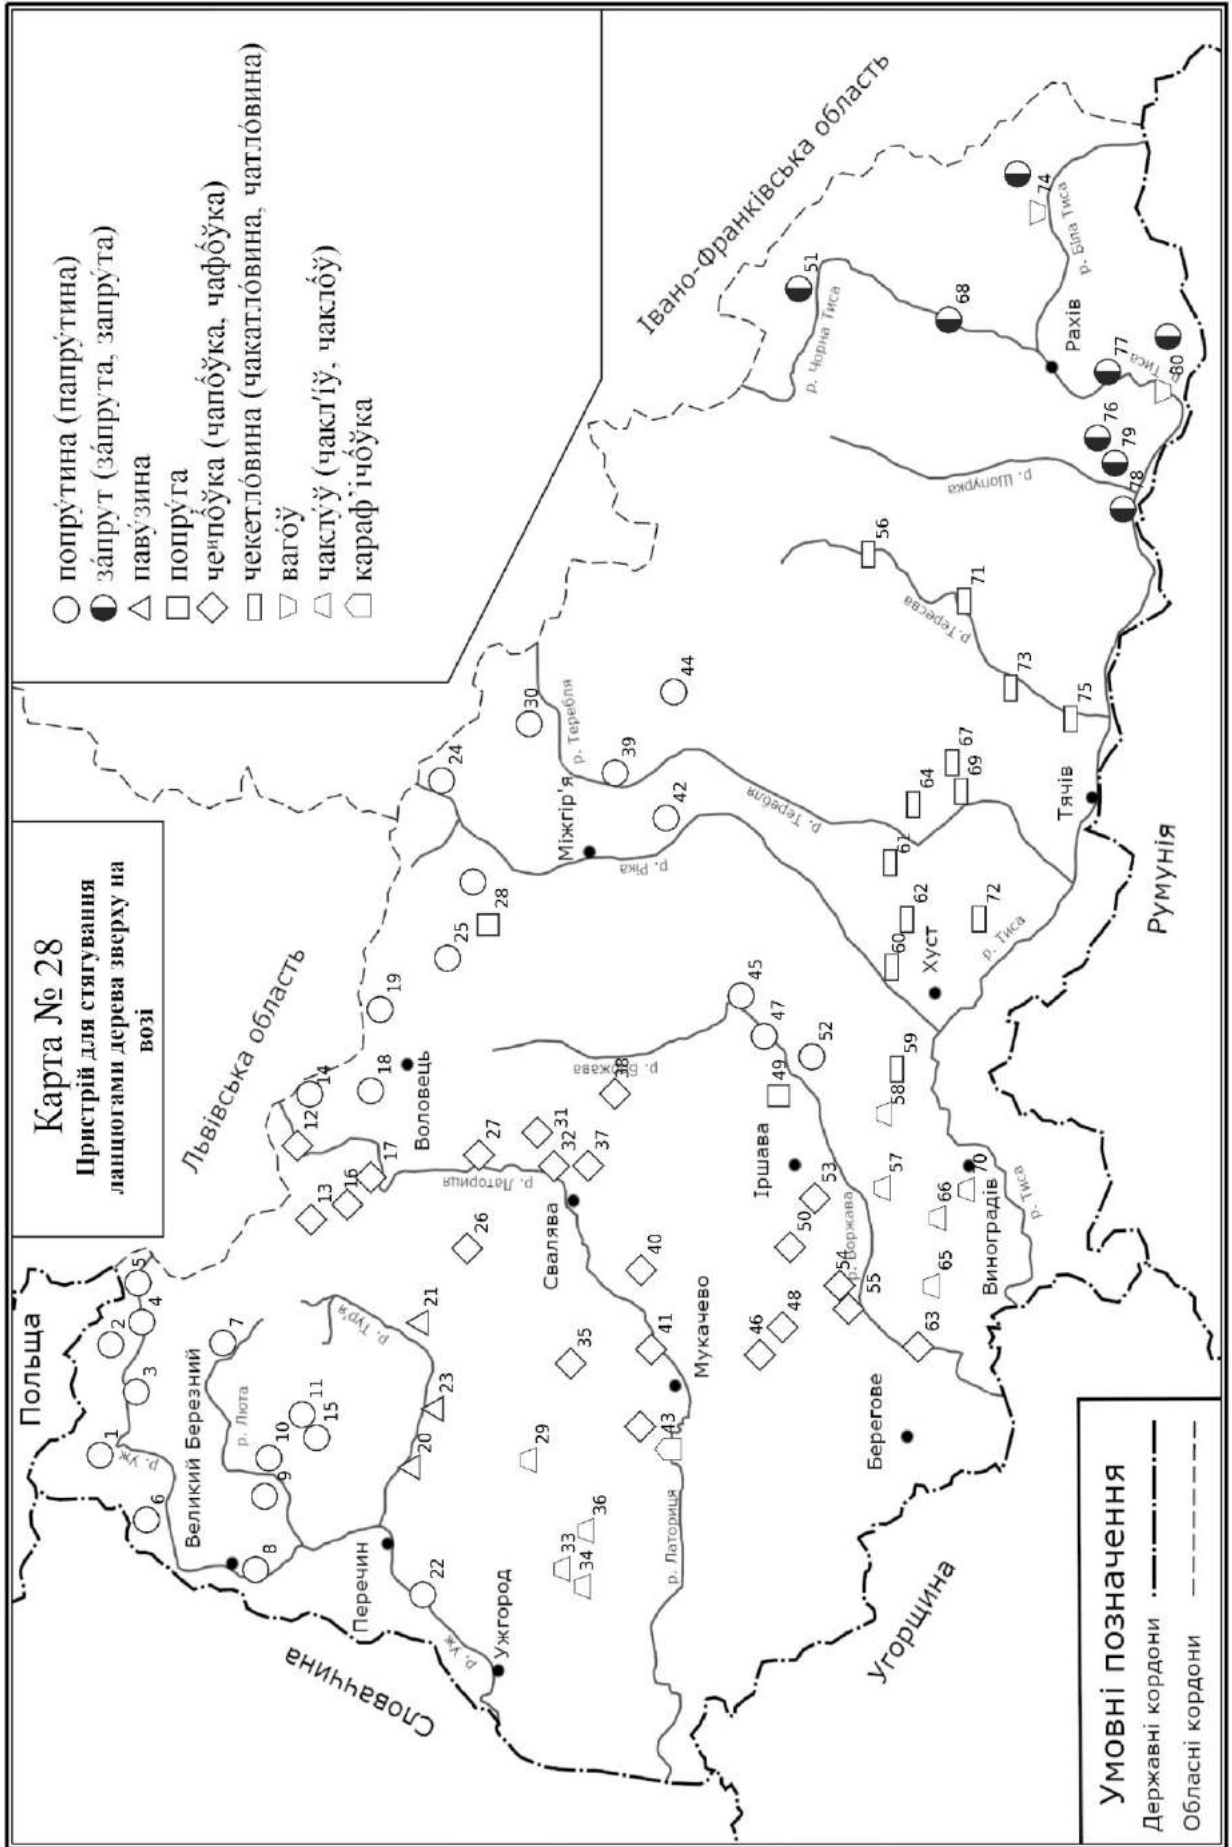 Карта № 28
Пристрій для стягування
ланцюгами дерева зверху на
возі
попру́тина (папру́тина)
за́прут (за́прута, запру́та)
паву́зина
попру́га
чеᶦпо̂́ўка (чапо̂́ўка, чафо̂́ўка)
чекетло́вина (чакатло́вина, чатло́вина)
ваго̂́ў
чаклу́ў (чакл'і́ў, чакло̂́ў)
караф'ічо̂́ўка
Польща
Львівська область
Івано-Франківська область
Словаччина
Угорщина
Румунія
Великий Березний
Перечин
Ужгород
Воловець
Свалява
Мукачево
Міжгір'я
Іршава
Берегове
Виноградів
Хуст
Тячів
Рахів
р. Уж
р. Люта
р. Тур'я
р. Уж
р. Латориця
р. Латориця
р. Боржава
р. Боржава
р. Ріка
р. Теребля
р. Теребля
р. Тересва
р. Шопурка
р. Чорна Тиса
р. Біла Тиса
р. Тиса
р. Тиса
р. Тиса
1
2
3
4
5
6
7
8
9
10
11
12
13
14
15
16
17
18
19
20
21
22
23
24
25
26
27
28
29
30
31
32
33
34
35
36
37
38
39
40
41
42
43
44
45
46
47
48
49
50
51
52
53
54
55
56
57
58
59
60
61
62
63
64
65
66
67
68
69
70
71
72
73
74
75
76
77
78
79
80
Умовні позначення
Державні кордони
Обласні кордони